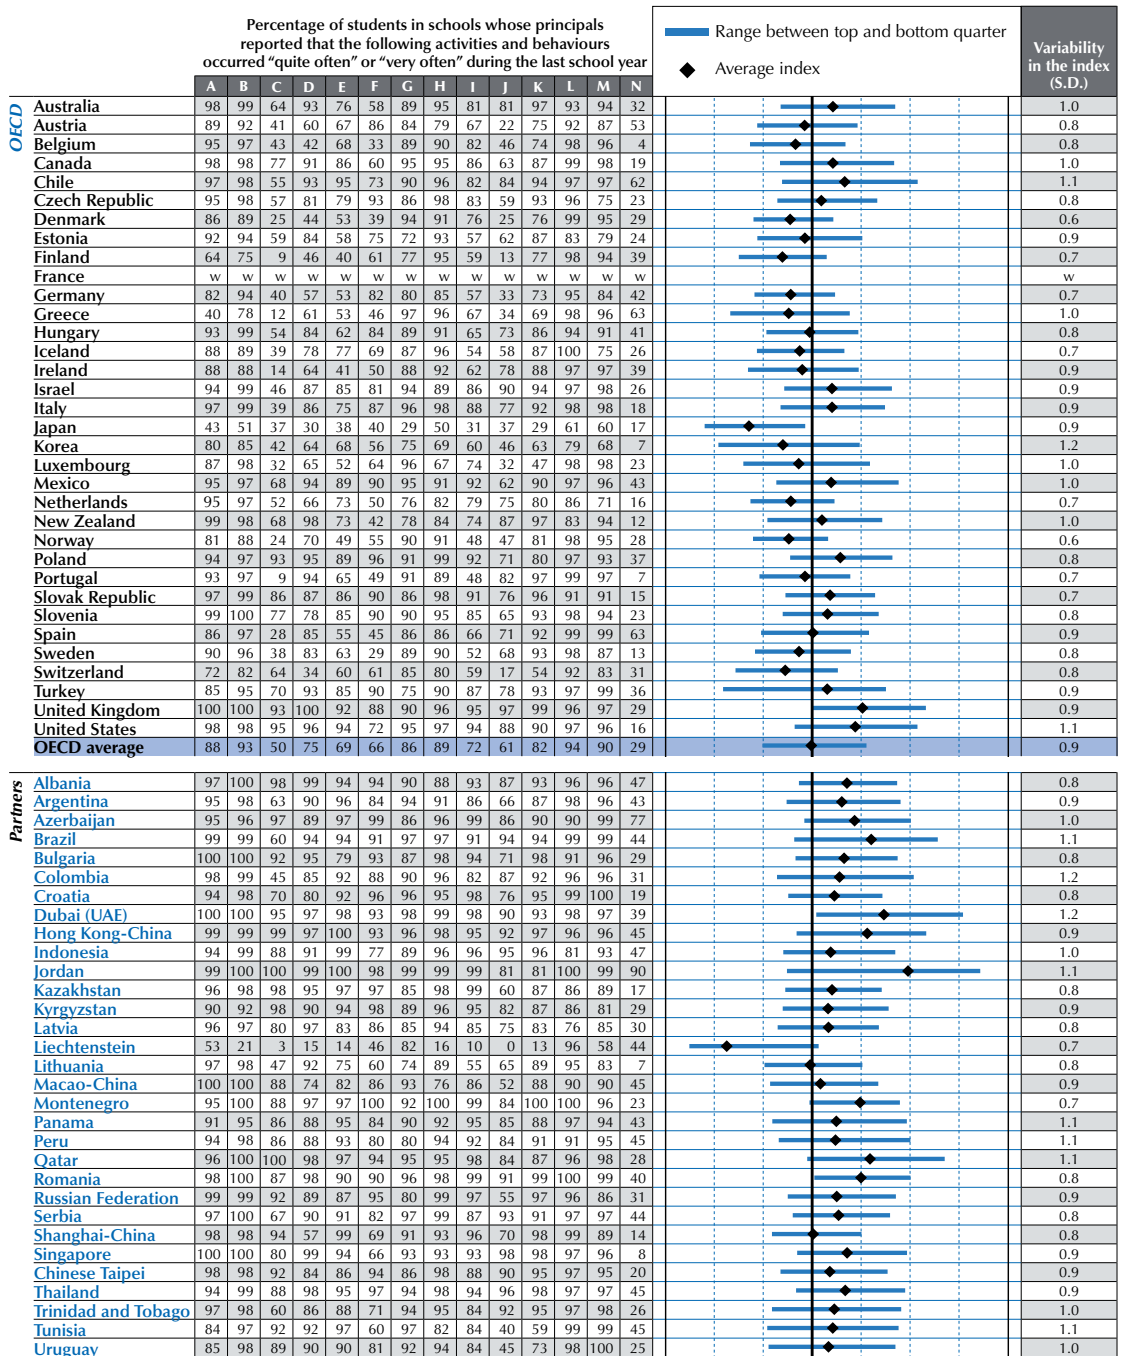 Percentage of students in schools whose principals
reported that the following activities and behaviours
occurred “quite often” or “very often” during the last school year
Range between top and bottom quarter
Average index
Variability
in the index
(S.D.)
A B C D E F G H I J K L M N
OECD
Australia 98 99 64 93 76 58 89 95 81 81 97 93 94 32 1.0
Austria 89 92 41 60 67 86 84 79 67 22 75 92 87 53 0.8
Belgium 95 97 43 42 68 33 89 90 82 46 74 98 96 4 0.8
Canada 98 98 77 91 86 60 95 95 86 63 87 99 98 19 1.0
Chile 97 98 55 93 95 73 90 96 82 84 94 97 97 62 1.1
Czech Republic 95 98 57 81 79 93 86 98 83 59 93 96 75 23 0.8
Denmark 86 89 25 44 53 39 94 91 76 25 76 99 95 29 0.6
Estonia 92 94 59 84 58 75 72 93 57 62 87 83 79 24 0.9
Finland 64 75 9 46 40 61 77 95 59 13 77 98 94 39 0.7
France w w w w w w w w w w w w w w w
Germany 82 94 40 57 53 82 80 85 57 33 73 95 84 42 0.7
Greece 40 78 12 61 53 46 97 96 67 34 69 98 96 63 1.0
Hungary 93 99 54 84 62 84 89 91 65 73 86 94 91 41 0.8
Iceland 88 89 39 78 77 69 87 96 54 58 87 100 75 26 0.7
Ireland 88 88 14 64 41 50 88 92 62 78 88 97 97 39 0.9
Israel 94 99 46 87 85 81 94 89 86 90 94 97 98 26 0.9
Italy 97 99 39 86 75 87 96 98 88 77 92 98 98 18 0.9
Japan 43 51 37 30 38 40 29 50 31 37 29 61 60 17 0.9
Korea 80 85 42 64 68 56 75 69 60 46 63 79 68 7 1.2
Luxembourg 87 98 32 65 52 64 96 67 74 32 47 98 98 23 1.0
Mexico 95 97 68 94 89 90 95 91 92 62 90 97 96 43 1.0
Netherlands 95 97 52 66 73 50 76 82 79 75 80 86 71 16 0.7
New Zealand 99 98 68 98 73 42 78 84 74 87 97 83 94 12 1.0
Norway 81 88 24 70 49 55 90 91 48 47 81 98 95 28 0.6
Poland 94 97 93 95 89 96 91 99 92 71 80 97 93 37 0.8
Portugal 93 97 9 94 65 49 91 89 48 82 97 99 97 7 0.7
Slovak Republic 97 99 86 87 86 90 86 98 91 76 96 91 91 15 0.7
Slovenia 99 100 77 78 85 90 90 95 85 65 93 98 94 23 0.8
Spain 86 97 28 85 55 45 86 86 66 71 92 99 99 63 0.9
Sweden 90 96 38 83 63 29 89 90 52 68 93 98 87 13 0.8
Switzerland 72 82 64 34 60 61 85 80 59 17 54 92 83 31 0.8
Turkey 85 95 70 93 85 90 75 90 87 78 93 97 99 36 0.9
United Kingdom 100 100 93 100 92 88 90 96 95 97 99 96 97 29 0.9
United States 98 98 95 96 94 72 95 97 94 88 90 97 96 16 1.1
OECD average 88 93 50 75 69 66 86 89 72 61 82 94 90 29 0.9
Partners
Albania 97 100 98 99 94 94 90 88 93 87 93 96 96 47 0.8
Argentina 95 98 63 90 96 84 94 91 86 66 87 98 96 43 0.9
Azerbaijan 95 96 97 89 97 99 86 96 99 86 90 90 99 77 1.0
Brazil 99 99 60 94 94 91 97 97 91 94 94 99 99 44 1.1
Bulgaria 100 100 92 95 79 93 87 98 94 71 98 91 96 29 0.8
Colombia 98 99 45 85 92 88 90 96 82 87 92 96 96 31 1.2
Croatia 94 98 70 80 92 96 96 95 98 76 95 99 100 19 0.8
Dubai (UAE) 100 100 95 97 98 93 98 99 98 90 93 98 97 39 1.2
Hong Kong-China 99 99 99 97 100 93 96 98 95 92 97 96 96 45 0.9
Indonesia 94 99 88 91 99 77 89 96 96 95 96 81 93 47 1.0
Jordan 99 100 100 99 100 98 99 99 99 81 81 100 99 90 1.1
Kazakhstan 96 98 98 95 97 97 85 98 99 60 87 86 89 17 0.8
Kyrgyzstan 90 92 98 90 94 98 89 96 95 82 87 86 81 29 0.9
Latvia 96 97 80 97 83 86 85 94 85 75 83 76 85 30 0.8
Liechtenstein 53 21 3 15 14 46 82 16 10 0 13 96 58 44 0.7
Lithuania 97 98 47 92 75 60 74 89 55 65 89 95 83 7 0.8
Macao-China 100 100 88 74 82 86 93 76 86 52 88 90 90 45 0.9
Montenegro 95 100 88 97 97 100 92 100 99 84 100 100 96 23 0.7
Panama 91 95 86 88 95 84 90 92 95 85 88 97 94 43 1.1
Peru 94 98 86 88 93 80 80 94 92 84 91 91 95 45 1.1
Qatar 96 100 100 98 97 94 95 95 98 84 87 96 98 28 1.1
Romania 98 100 87 98 90 90 96 98 99 91 99 100 99 40 0.8
Russian Federation 99 99 92 89 87 95 80 99 97 55 97 96 86 31 0.9
Serbia 97 100 67 90 91 82 97 99 87 93 91 97 97 44 0.8
Shanghai-China 98 98 94 57 99 69 91 93 96 70 98 99 89 14 0.8
Singapore 100 100 80 99 94 66 93 93 93 98 98 97 96 8 0.9
Chinese Taipei 98 98 92 84 86 94 86 98 88 90 95 97 95 20 0.9
Thailand 94 99 88 98 95 97 94 98 94 96 98 97 97 45 0.9
Trinidad and Tobago 97 98 60 86 88 71 94 95 84 92 95 97 98 26 1.0
Tunisia 84 97 92 92 97 60 97 82 84 40 59 99 99 45 1.1
Uruguay 85 98 89 90 90 81 92 94 84 45 73 98 100 25 1.0